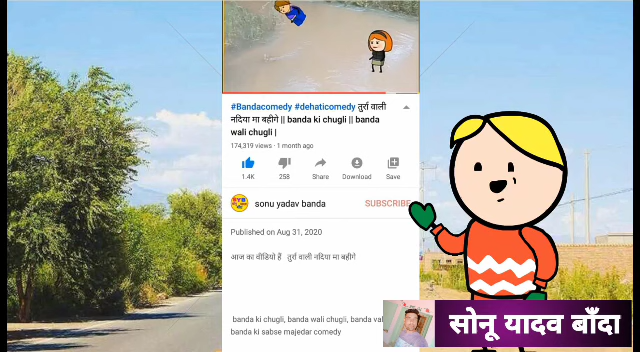 #Bandacomedy #dehaticomedy तुर्रा वाली
नदिया मा बहीगे || banda ki chugli || banda
wali chugli |
174,319 views · 1 month ago
1.4K 258 Share Download Save
sonu yadav banda SUBSCRIBE
Published on Aug 31, 2020
आज का वीडियो हैं तुर्रा वाली नदिया मा बहीगे
banda ki chugli, banda wali chugli, banda wal
banda ki sabse majedar comedy
सोनू यादव बाँदा